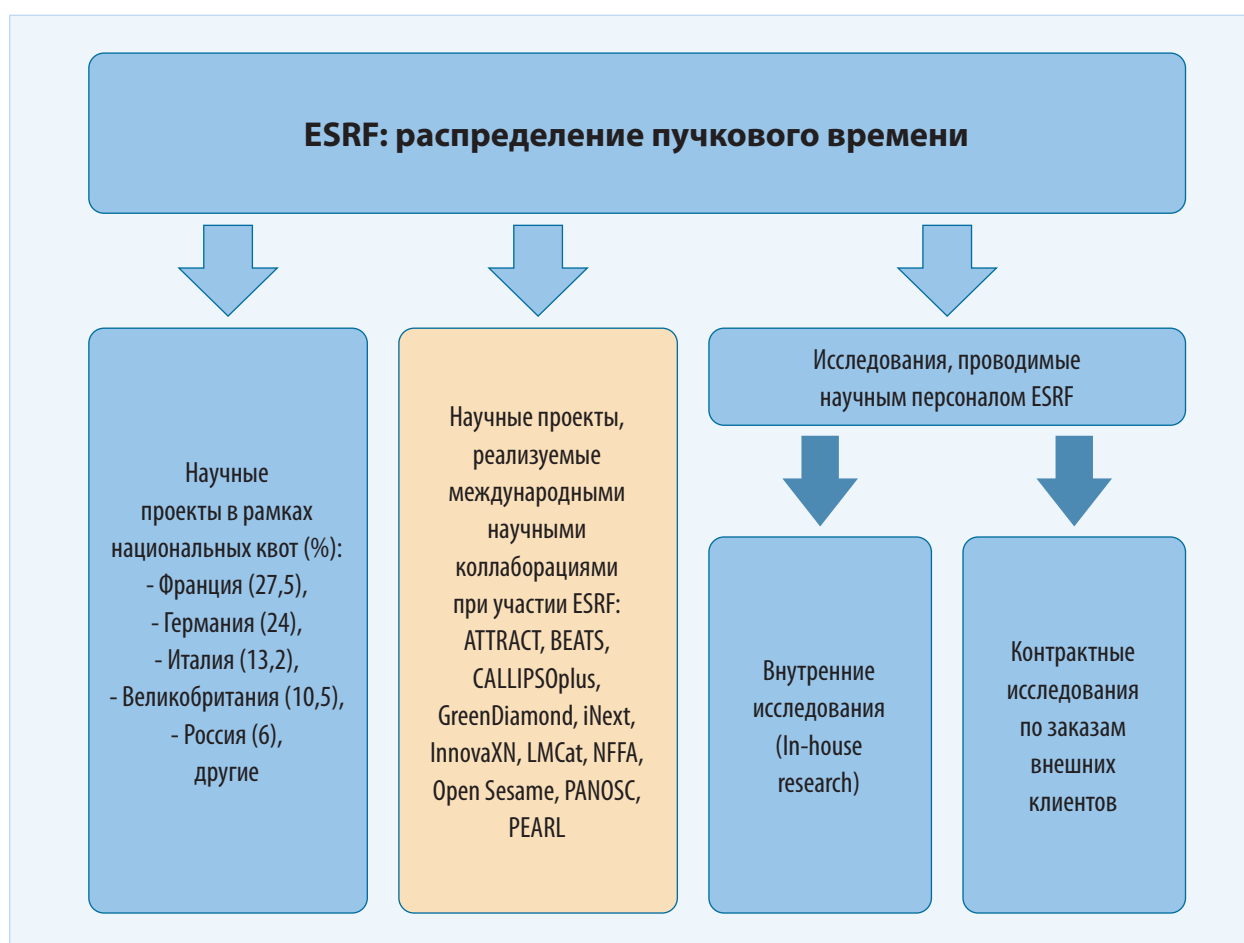 ESRF: распределение пучкового времени
Научные
проекты в рамках
национальных квот (%):
- Франция (27,5),
- Германия (24),
- Италия (13,2),
- Великобритания (10,5),
- Россия (6),
другие
Научные проекты,
реализуемые
международными
научными
коллаборациями
при участии ESRF:
ATTRACT, BEATS,
CALLIPSOplus,
GreenDiamond, iNext,
InnovaXN, LMCat, NFFA,
Open Sesame, PANOSC,
PEARL
Исследования, проводимые
научным персоналом ESRF
Внутренние
исследования
(In-house
research)
Контрактные
исследования
по заказам
внешних
клиентов